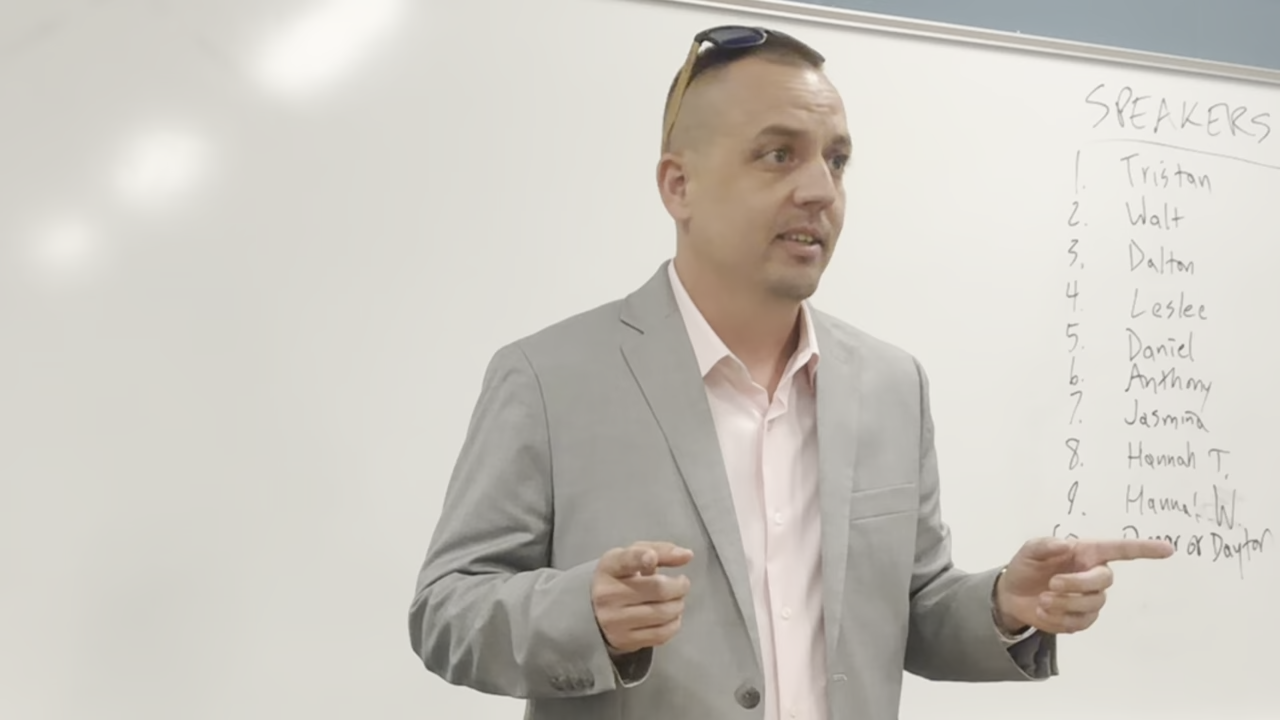 SPEAKERS
1. Tristan
2. Walt
3. Dalton
4. Leslee
5. Daniel
6. Anthony
7. Jasmina
8. Hannah T.
9. Hannah W.
or Dayton